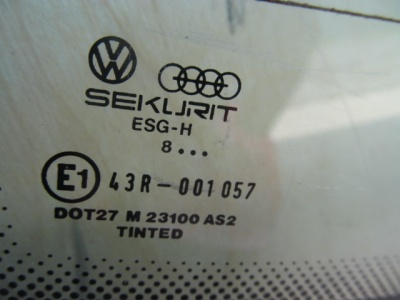 SEKURIT
ESG-H
8...
E1 43R-001057
DOT27 M 23100 AS2
TINTED